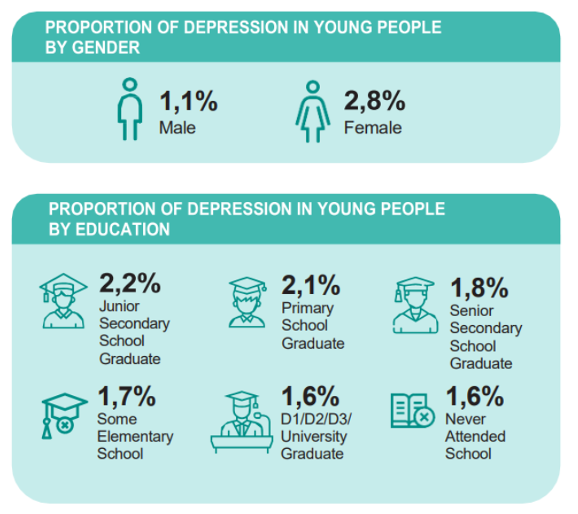 PROPORTION OF DEPRESSION IN YOUNG PEOPLE
BY GENDER
1,1%
Male
2,8%
Female
PROPORTION OF DEPRESSION IN YOUNG PEOPLE
BY EDUCATION
2,2%
Junior
Secondary
School
Graduate
2,1%
Primary
School
Graduate
1,8%
Senior
Secondary
School
Graduate
1,7%
Some
Elementary
School
1,6%
D1/D2/D3/
University
Graduate
1,6%
Never
Attended
School